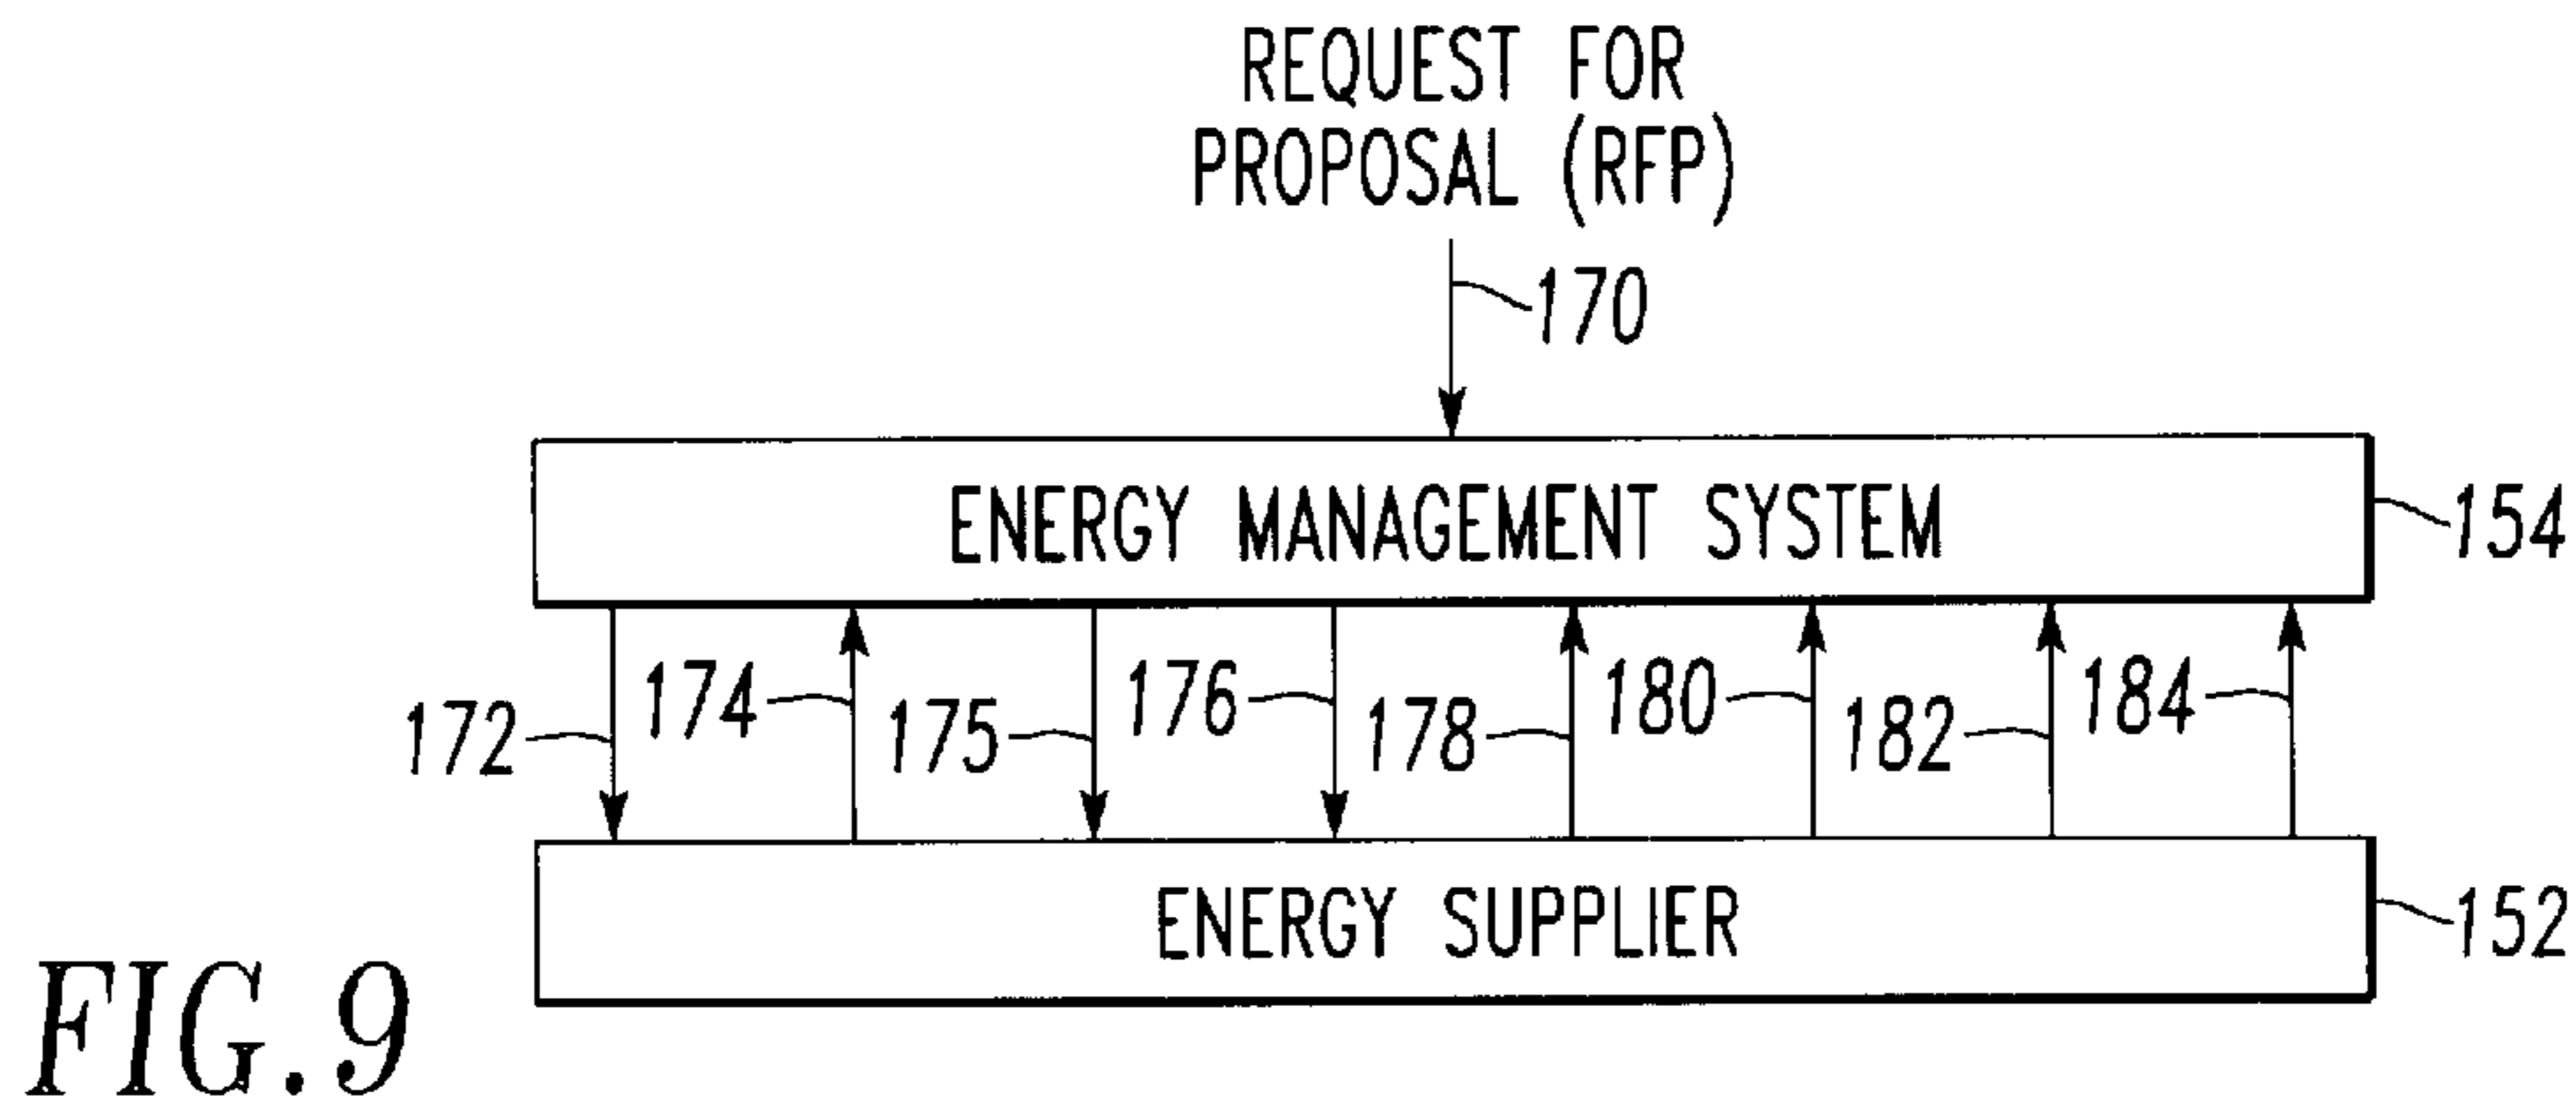 REQUEST FOR
PROPOSAL (RFP)
170
ENERGY MANAGEMENT SYSTEM
154
172
174
175
176
178
180
182
184
ENERGY SUPPLIER
152
FIG.9